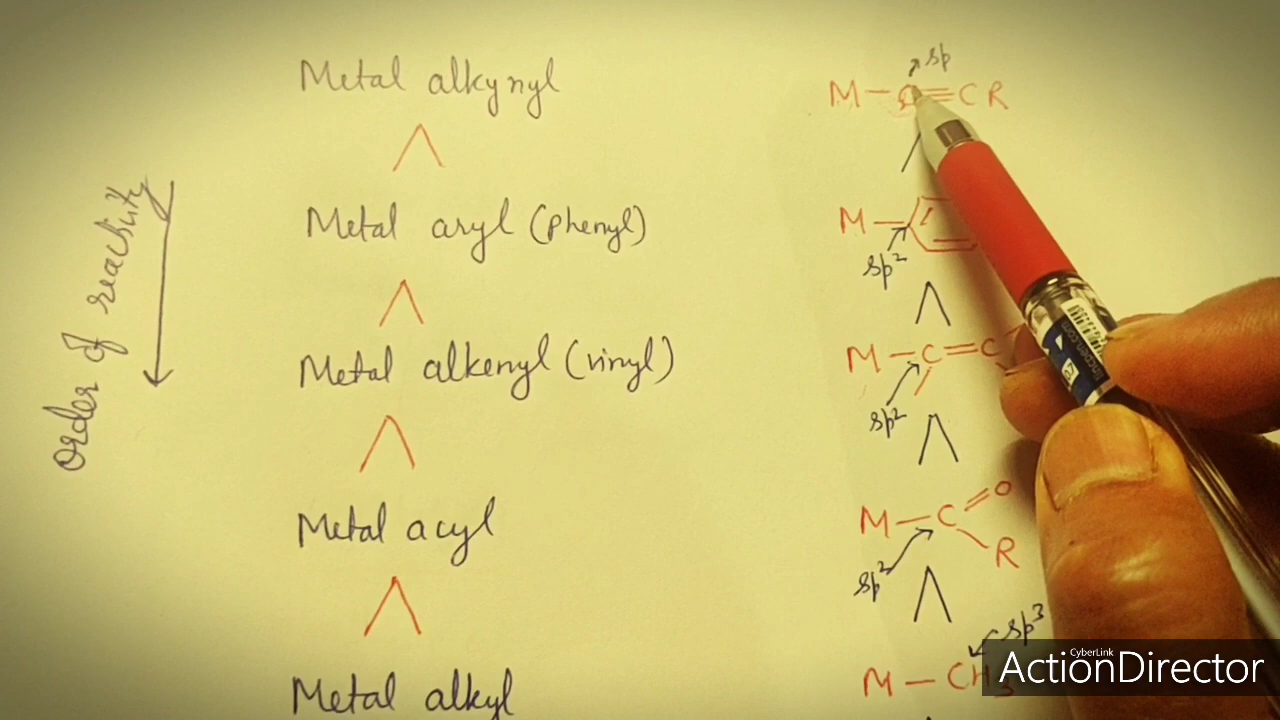 Metal alkynyl
sp
M–C≡CR
Metal aryl (phenyl)
M
sp²
Order of reactivity
Metal alkenyl (vinyl)
M–C=C
sp²
Metal acyl
M–C=O
R
sp²
sp³
Metal alkyl
M–CH3
CyberLink
ActionDirector